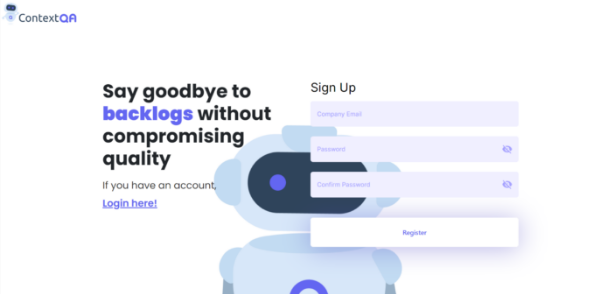 ContextQA
Say goodbye to
backlogs without
compromising
quality
If you have an account,
Login here!
Sign Up
Company Email
Password
Confirm Password
Register